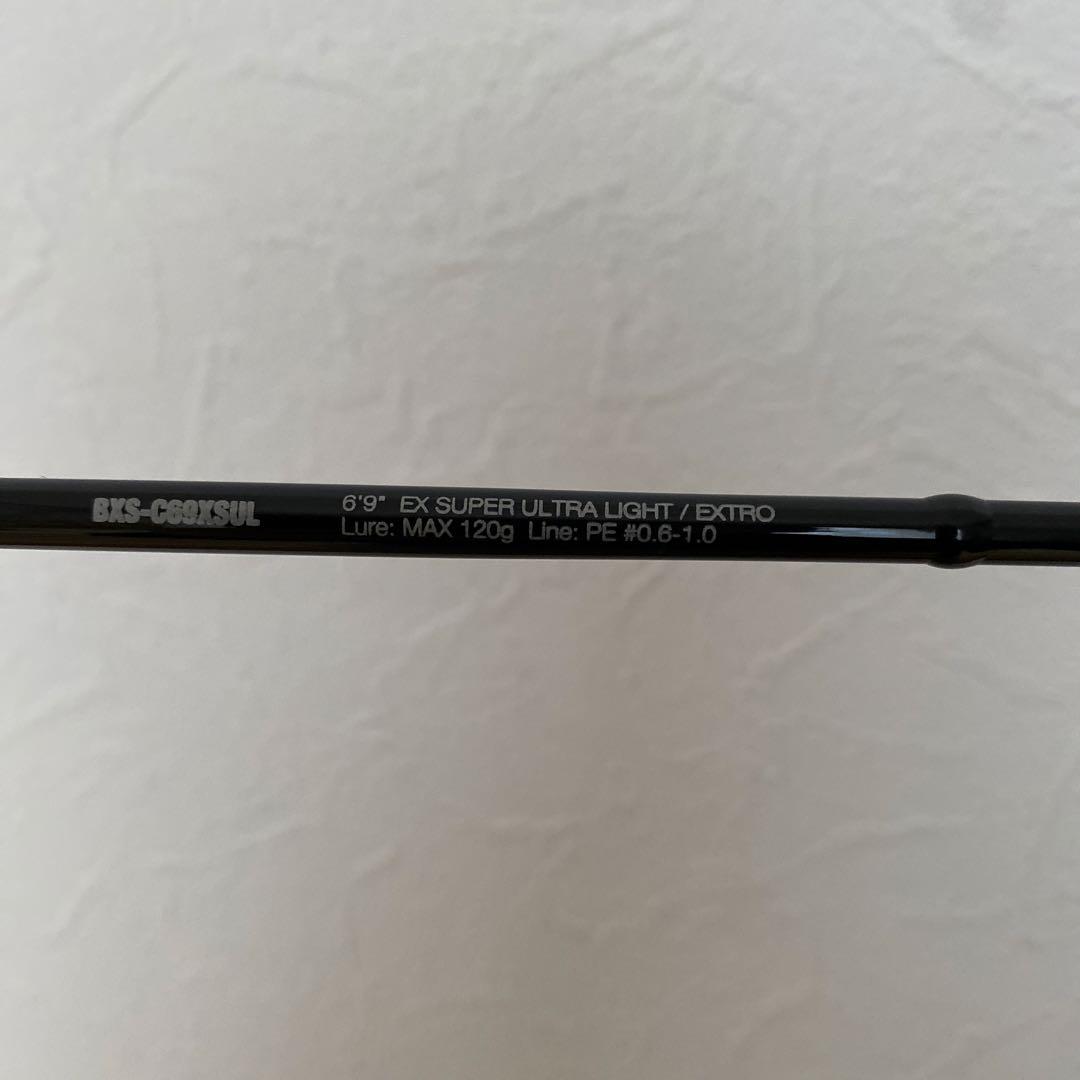 BXS-C69XSUL
6'9" EX SUPER ULTRA LIGHT / EXTRO
Lure: MAX 120g Line: PE #0.6-1.0